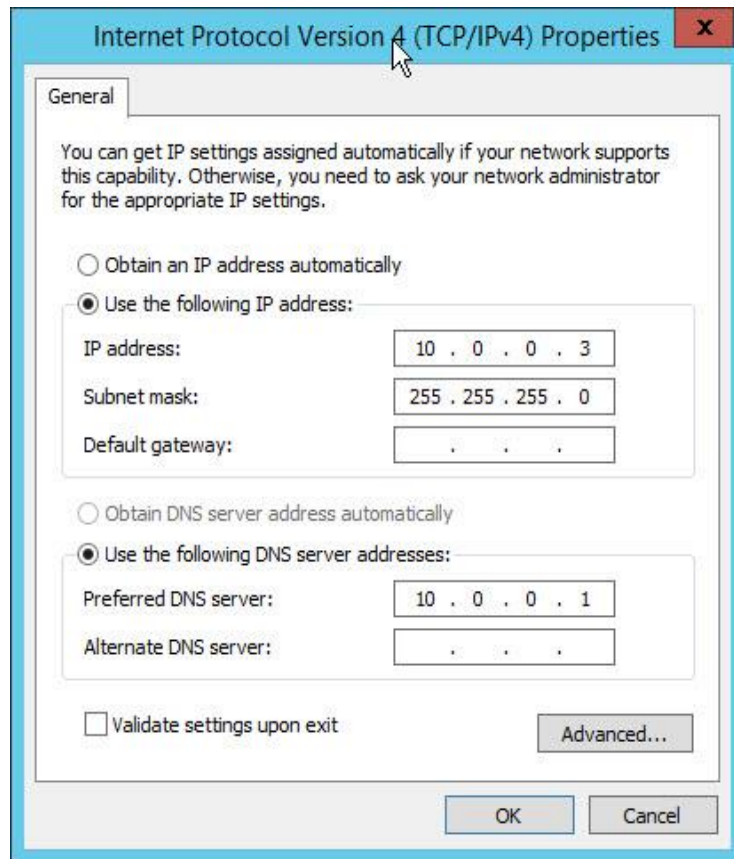 Internet Protocol Version 4 (TCP/IPv4) Properties
x
General
You can get IP settings assigned automatically if your network supports
this capability. Otherwise, you need to ask your network administrator
for the appropriate IP settings.
Obtain an IP address automatically
Use the following IP address:
IP address: 10 . 0 . 0 . 3
Subnet mask: 255 . 255 . 255 . 0
Default gateway: . . .
Obtain DNS server address automatically
Use the following DNS server addresses:
Preferred DNS server: 10 . 0 . 0 . 1
Alternate DNS server: . . .
Validate settings upon exit
Advanced...
OK Cancel